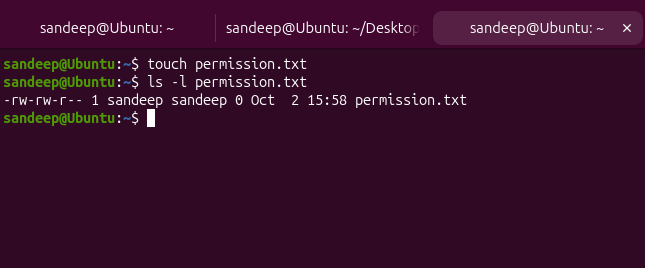 sandeep@Ubuntu: ~
sandeep@Ubuntu: ~/Desktop
sandeep@Ubuntu: ~ ×
sandeep@Ubuntu:~$ touch permission.txt
sandeep@Ubuntu:~$ ls -l permission.txt
-rw-rw-r-- 1 sandeep sandeep 0 Oct  2 15:58 permission.txt
sandeep@Ubuntu:~$